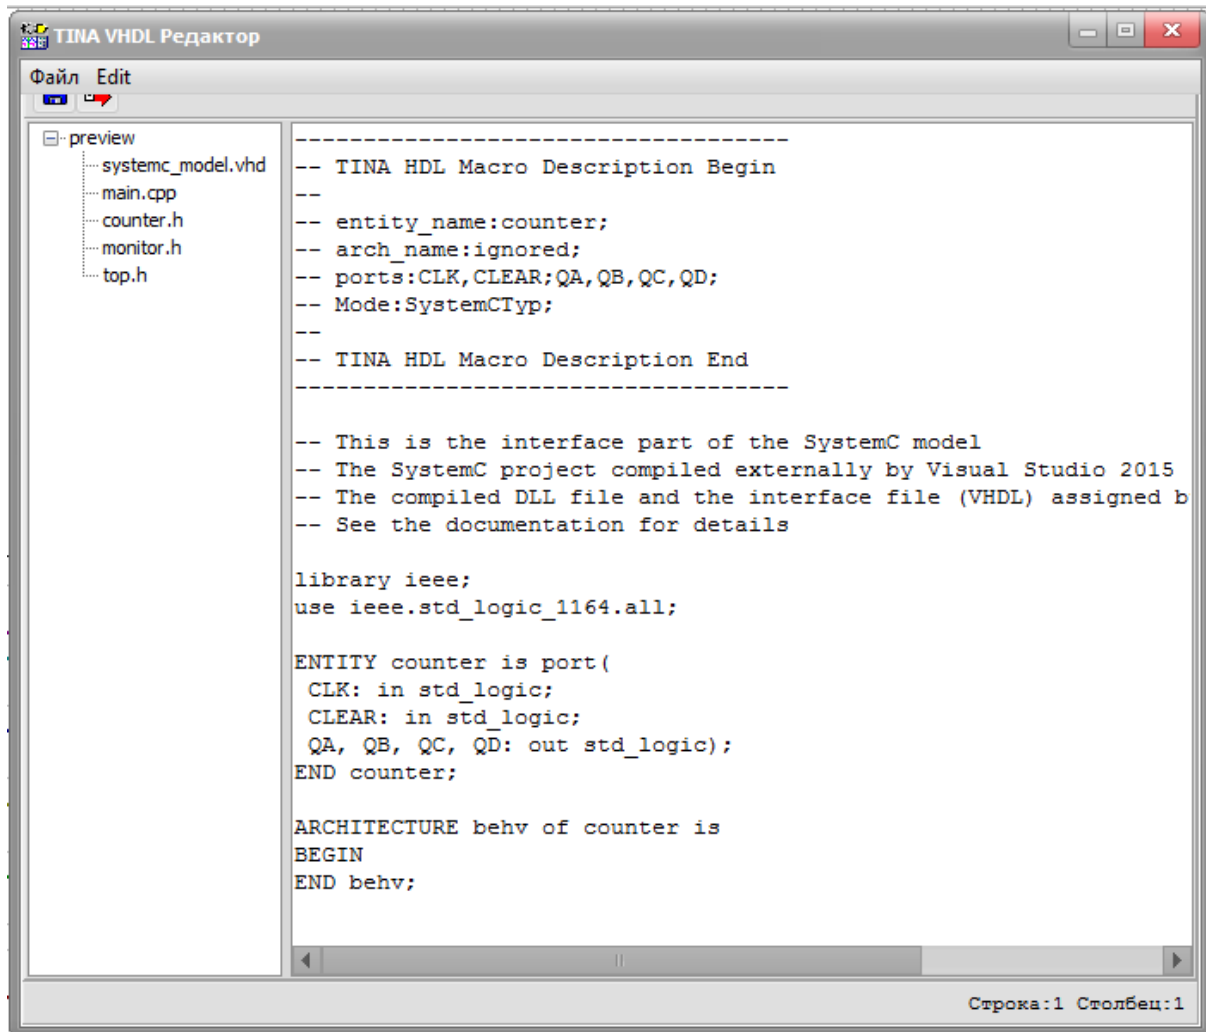 TINA VHDL Редактор
Файл Edit
preview
systemc_model.vhd
main.cpp
counter.h
monitor.h
top.h
------------------------------------
-- TINA HDL Macro Description Begin
--
-- entity_name:counter;
-- arch_name:ignored;
-- ports:CLK,CLEAR;QA,QB,QC,QD;
-- Mode:SystemCTyp;
--
-- TINA HDL Macro Description End
------------------------------------
-- This is the interface part of the SystemC model
-- The SystemC project compiled externally by Visual Studio 2015
-- The compiled DLL file and the interface file (VHDL) assigned b
-- See the documentation for details
library ieee;
use ieee.std_logic_1164.all;
ENTITY counter is port(
CLK: in std_logic;
CLEAR: in std_logic;
QA, QB, QC, QD: out std_logic);
END counter;
ARCHITECTURE behv of counter is
BEGIN
END behv;
Строка:1 Столбец:1